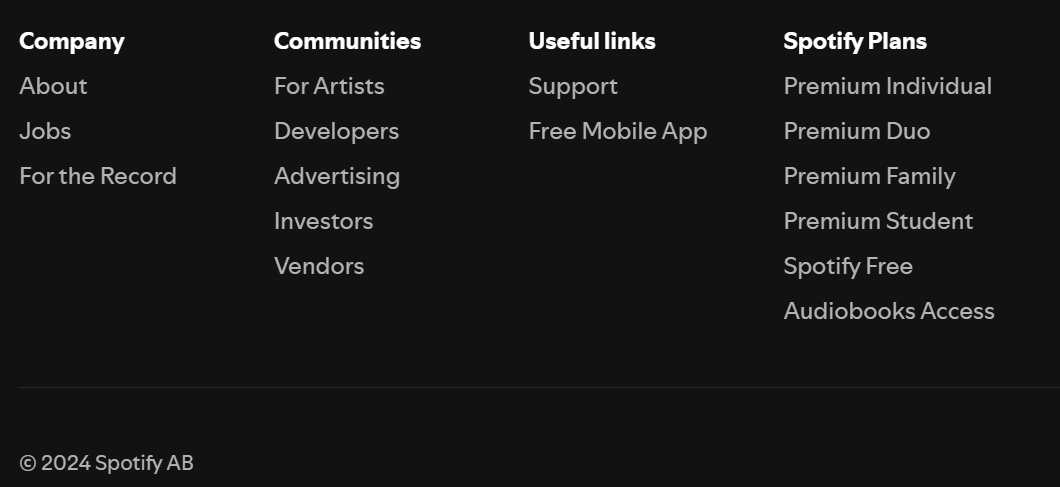 Company
About
Jobs
For the Record
Communities
For Artists
Developers
Advertising
Investors
Vendors
Useful links
Support
Free Mobile App
Spotify Plans
Premium Individual
Premium Duo
Premium Family
Premium Student
Spotify Free
Audiobooks Access
© 2024 Spotify AB